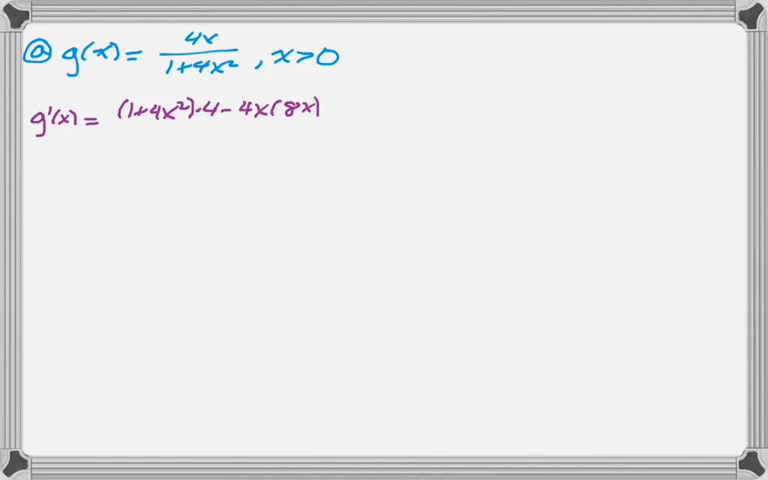 ⓐ g(x) = 4x / 1+4x² , x>0
g'(x) = (1+4x²)·4 - 4x(8x)